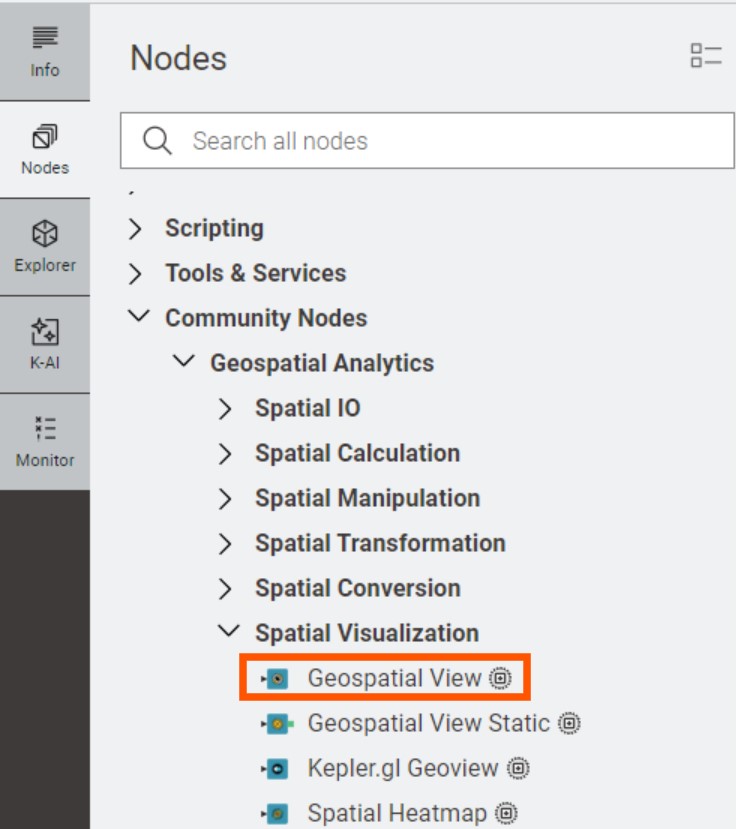 Info
Nodes
Explorer
K-AI
Monitor
Nodes
Search all nodes
Scripting
Tools & Services
Community Nodes
Geospatial Analytics
Spatial IO
Spatial Calculation
Spatial Manipulation
Spatial Transformation
Spatial Conversion
Spatial Visualization
Geospatial View
Geospatial View Static
Kepler.gl Geoview
Spatial Heatmap